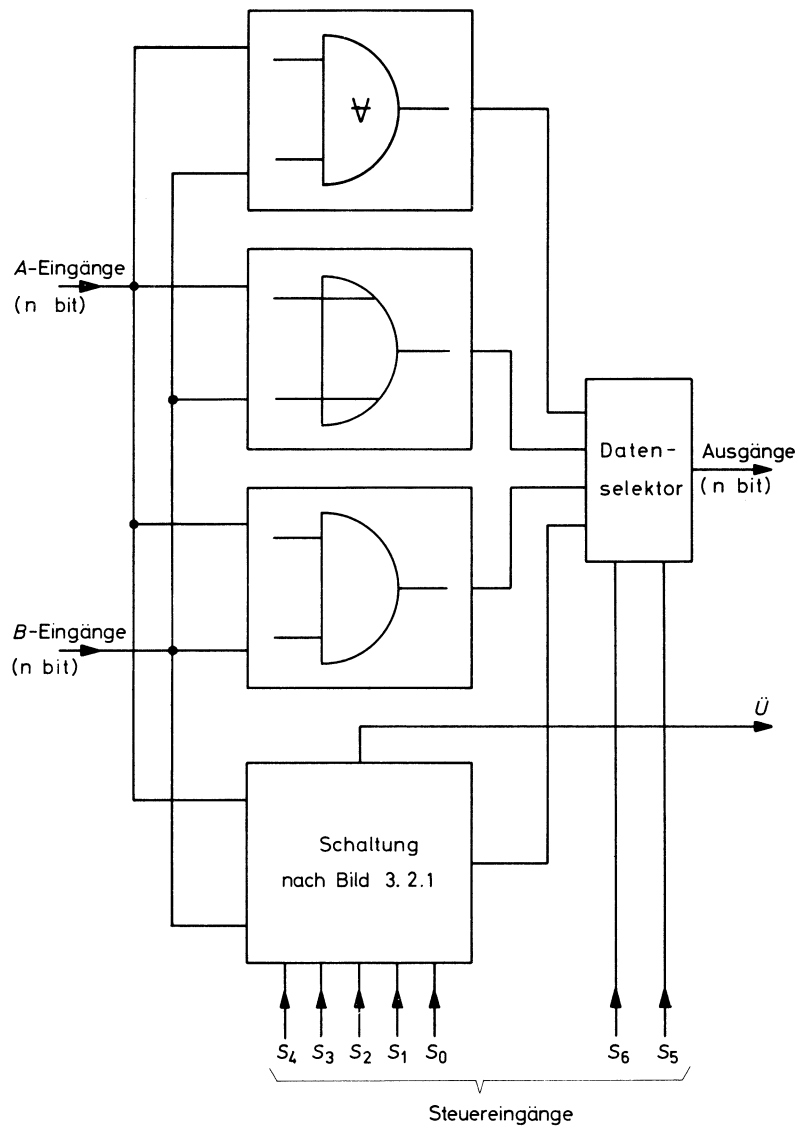 A-Eingänge
(n bit)
B-Eingänge
(n bit)
Daten-
selektor
Ausgänge
(n bit)
Ü
Schaltung
nach Bild 3.2.1
S4 S3 S2 S1 S0 S6 S5
Steuereingänge